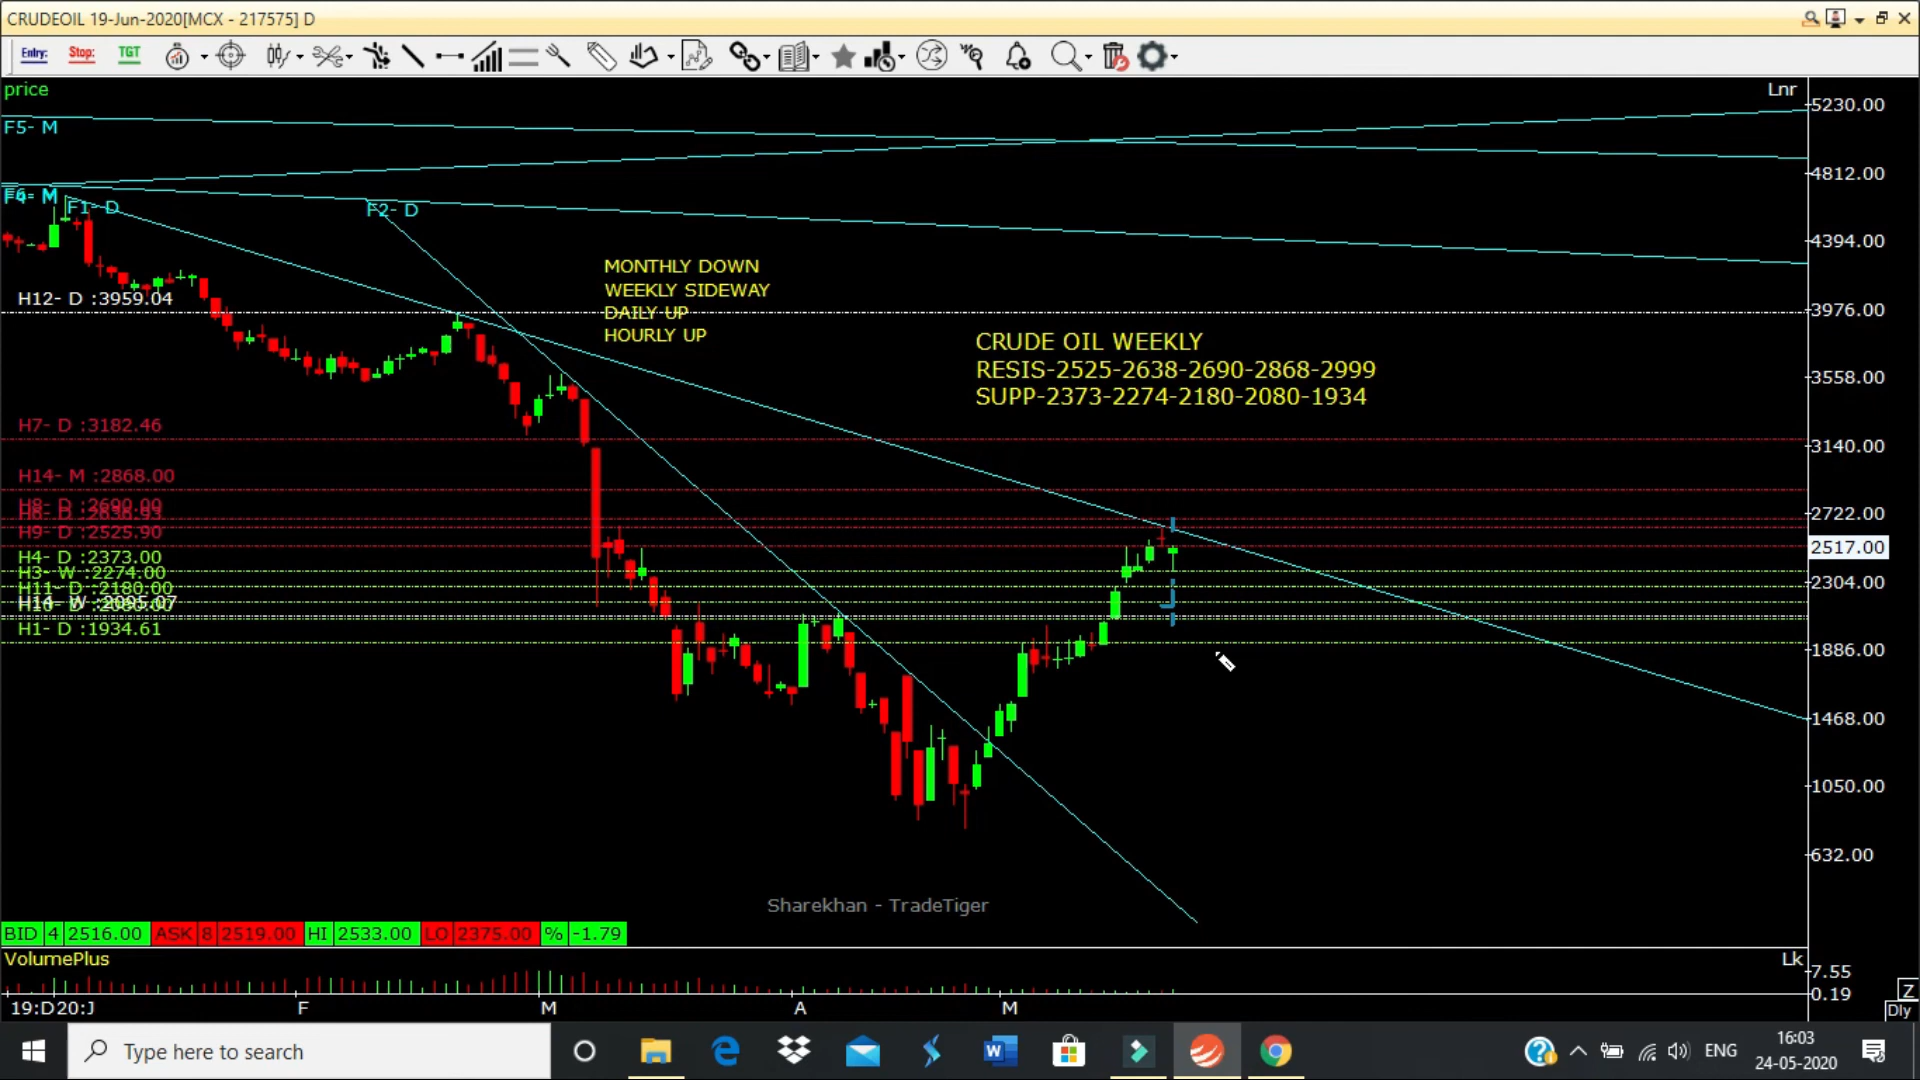 CRUDEOIL 19-Jun-2020[MCX - 217575] D
Entry:
Stop:
TGT
price
Lnr
5230.00
F5- M
4812.00
F1- D
F2- D
4394.00
MONTHLY DOWN
WEEKLY SIDEWAY
DAILY UP
HOURLY UP
H12- D :3959.04
3976.00
CRUDE OIL WEEKLY
RESIS-2525-2638-2690-2868-2999
SUPP-2373-2274-2180-2080-1934
3558.00
H7- D :3182.46
3140.00
H14- M :2868.00
H8- D :2690.00
2722.00
H9- D :2525.90
2517.00
H4- D :2373.00
H3- W :2274.00
2304.00
H11- D :2180.00
H1- D :1934.61
1886.00
1468.00
1050.00
632.00
Sharekhan - TradeTiger
BID 4 2516.00 ASK 8 2519.00 HI 2533.00 LO 2375.00 % -1.79
VolumePlus
Lk
7.55
0.19
Z
19:D20:J F M A M
Dly
Type here to search
ENG
16:03
24-05-2020